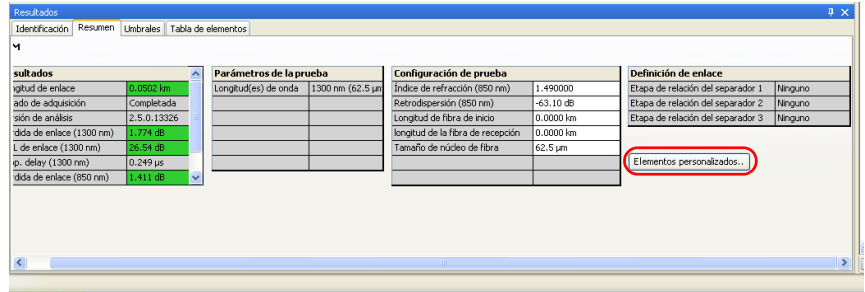 Resultados
Identificación Resumen Umbrales Tabla de elementos
sultados
ngitud de enlace 0.0502 km
ado de adquisición Completada
rsión de análisis 2.5.0.13326
rdida de enlace (1300 nm) 1.774 dB
L de enlace (1300 nm) 26.54 dB
op. delay (1300 nm) 0.249 µs
rdida de enlace (850 nm) 1.411 dB
Parámetros de la prueba
Longitud(es) de onda 1300 nm (62.5 µm
Configuración de prueba
Índice de refracción (850 nm) 1.490000
Retrodispersión (850 nm) -63.10 dB
Longitud de fibra de inicio 0.0000 km
longitud de la fibra de recepción 0.0000 km
Tamaño de núcleo de fibra 62.5 µm
Definición de enlace
Etapa de relación del separador 1 Ninguno
Etapa de relación del separador 2 Ninguno
Etapa de relación del separador 3 Ninguno
Elementos personalizados..